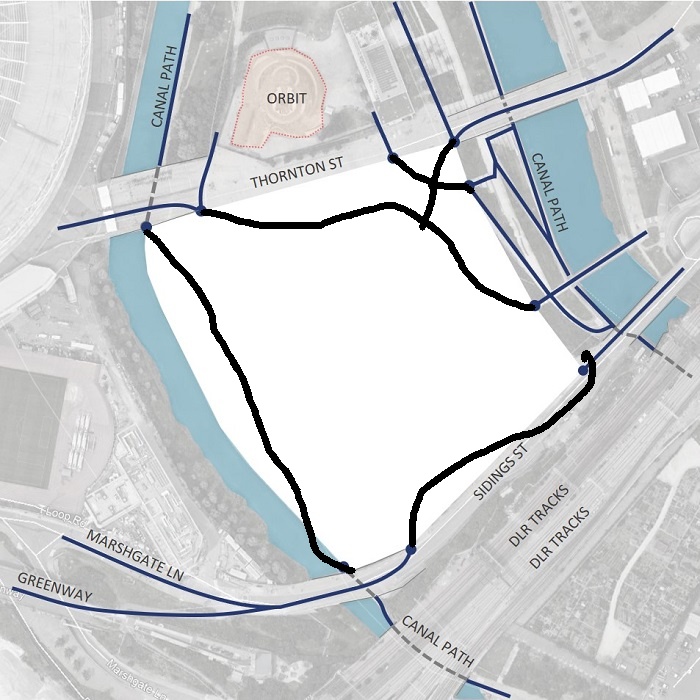 CANAL PATH
ORBIT
THORNTON ST
CANAL PATH
SIDINGS ST
DLR TRACKS
DLR TRACKS
MARSHGATE LN
GREENWAY
CANAL PATH
Marshgate Ln